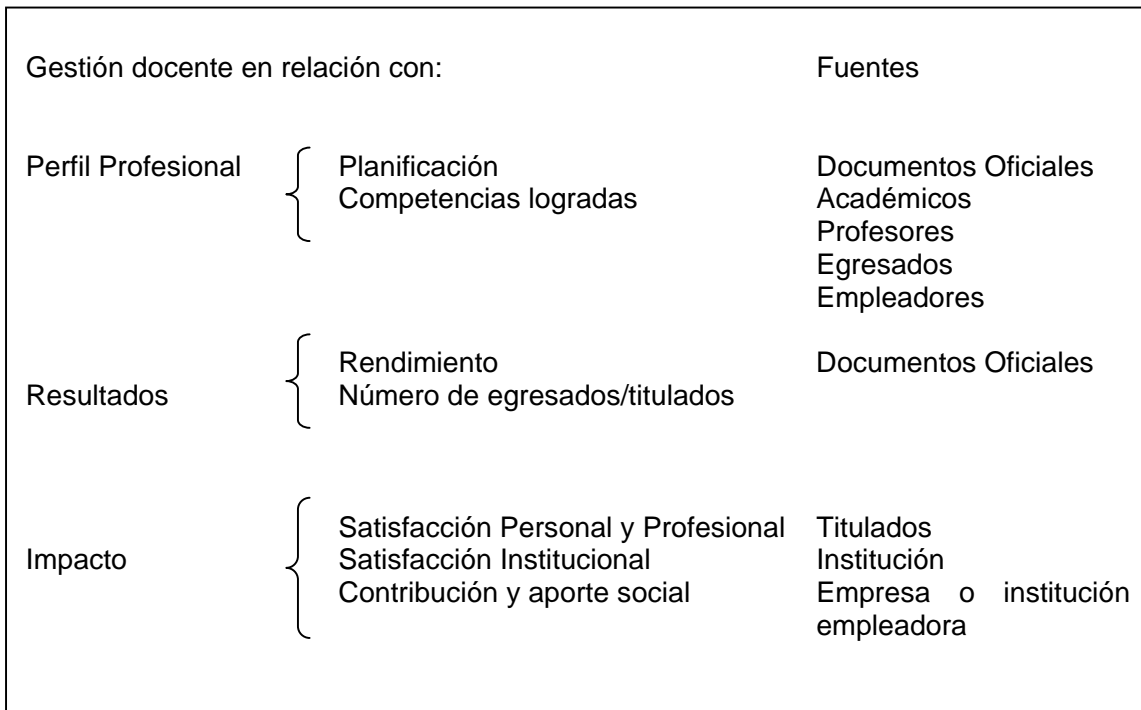 Gestión docente en relación con: Fuentes
Perfil Profesional Planificación Documentos Oficiales
Competencias logradas Académicos
Profesores
Egresados
Empleadores
Rendimiento Documentos Oficiales
Resultados Número de egresados/titulados
Satisfacción Personal y Profesional Titulados
Impacto Satisfacción Institucional Institución
Contribución y aporte social Empresa o institución
empleadora